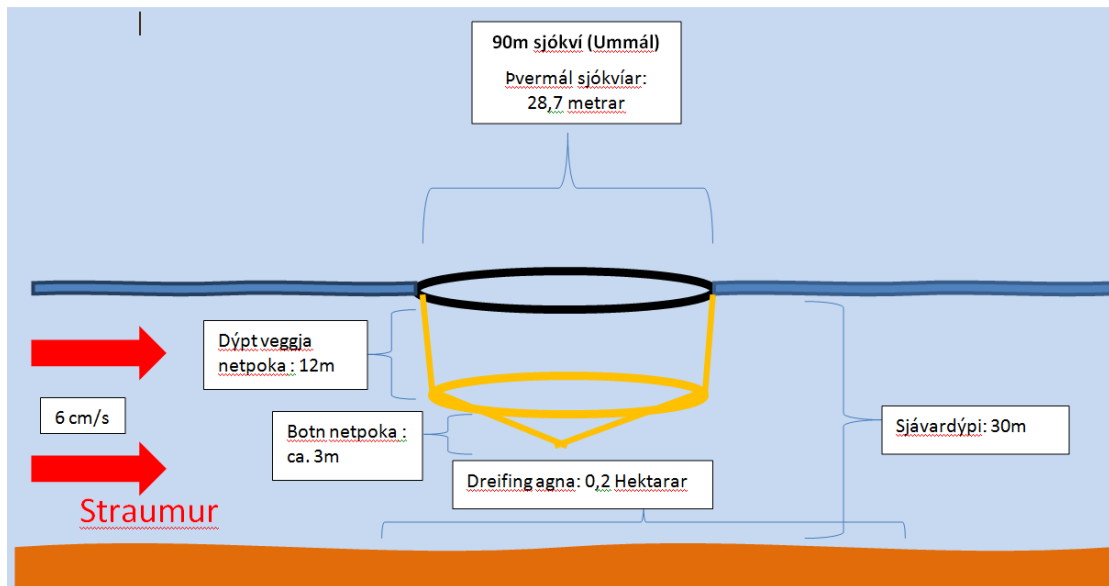 90m sjókví (Ummál)
Þvermál sjókvíar:
28,7 metrar
Dýpt veggja
netpoka : 12m
6 cm/s
Botn netpoka :
ca. 3m
Sjávardýpi: 30m
Dreifing agna: 0,2 Hektarar
Straumur